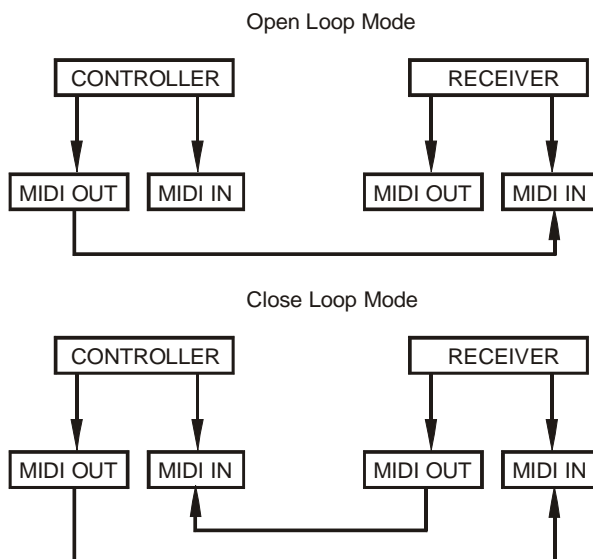 Open Loop Mode
CONTROLLER RECEIVER
MIDI OUT MIDI IN MIDI OUT MIDI IN
Close Loop Mode
CONTROLLER RECEIVER
MIDI OUT MIDI IN MIDI OUT MIDI IN